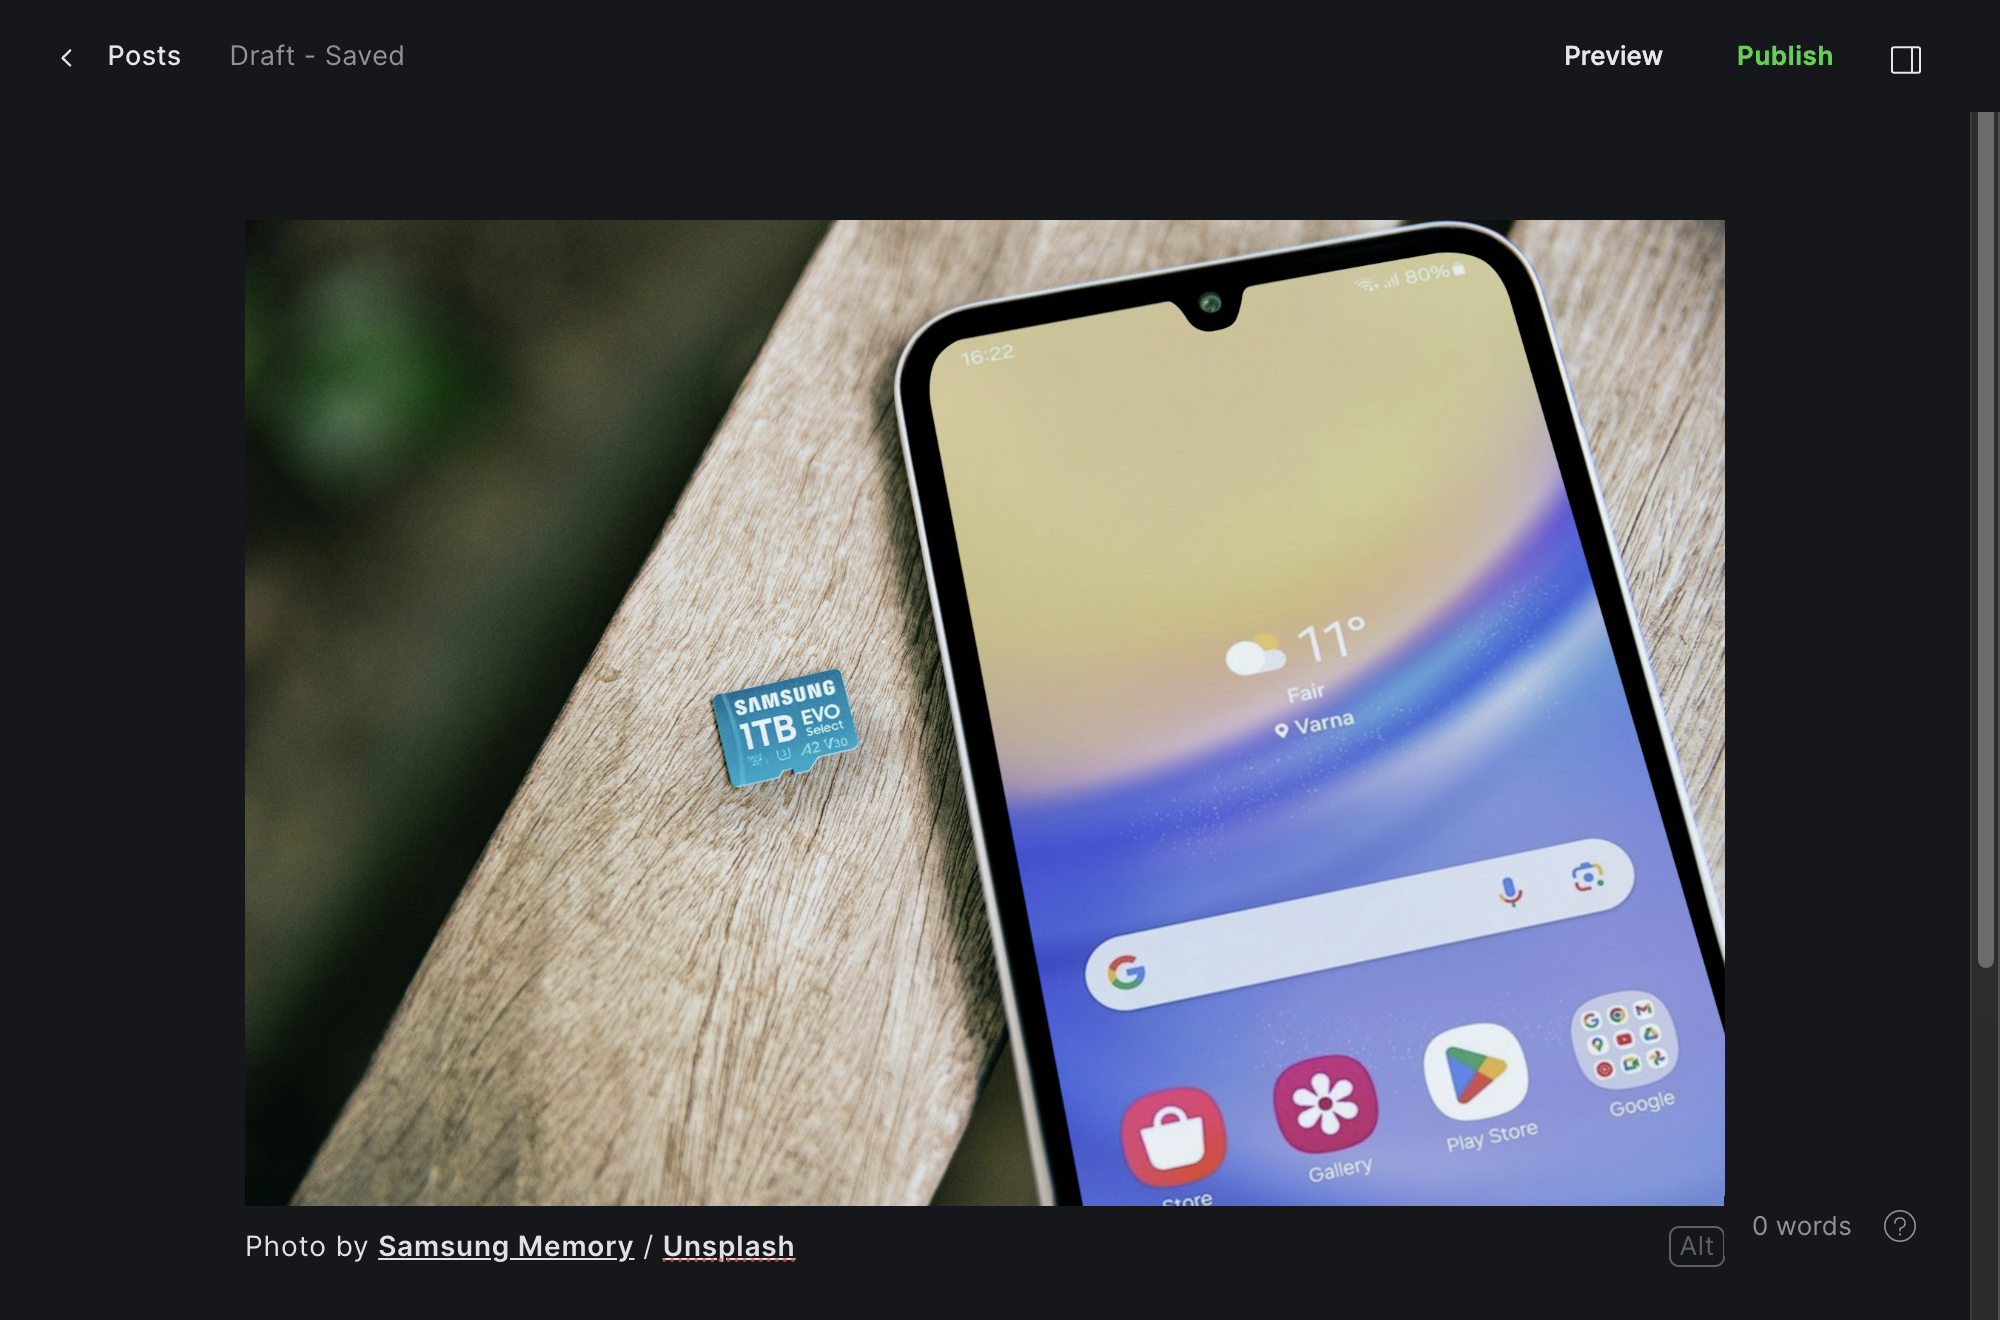 Posts
Draft - Saved
Preview
Publish
16:22
80%
11°
Fair
Varna
SAMSUNG
1TB EVO
Select
A2 V30
Store
Gallery
Play Store
Google
Photo by Samsung Memory / Unsplash
Alt
0 words